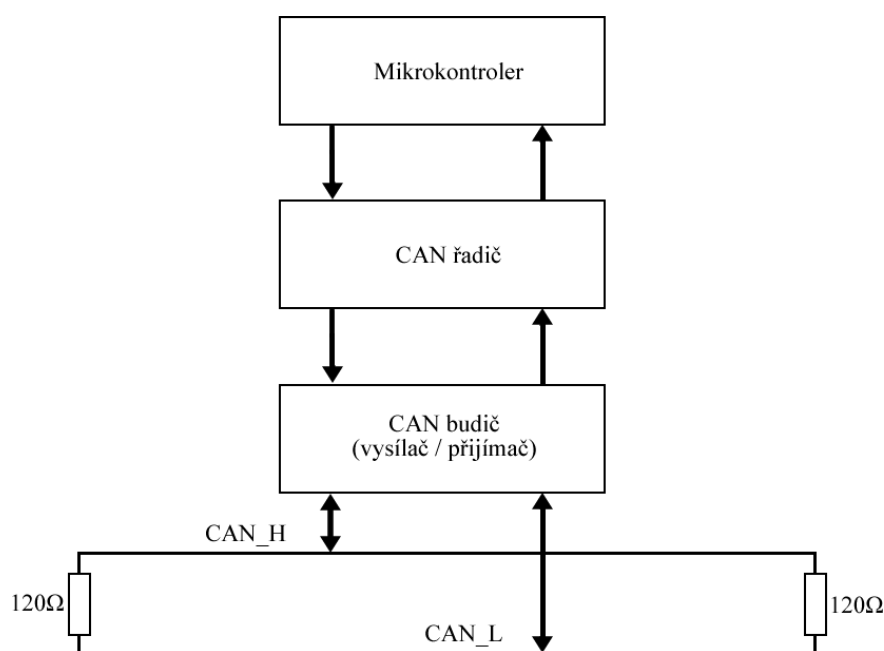 Mikrokontroler
CAN řadič
CAN budič
(vysílač / přijímač)
CAN_H
120Ω
120Ω
CAN_L